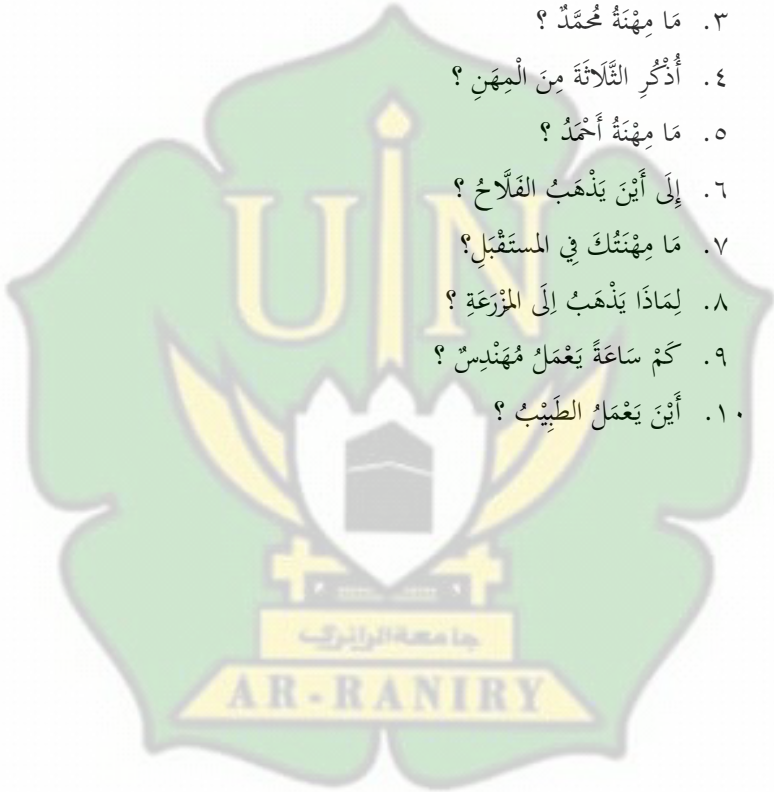 ٣. مَا مِهْنَةُ مُحَمَّدٌ ؟
٤. أُذْكُرِ الثَّلَاثَةَ مِنَ الْمِهَنِ ؟
٥. مَا مِهْنَةُ أَحْمَدُ ؟
٦. إِلَى أَيْنَ يَذْهَبُ الفَلَّاحُ ؟
٧. مَا مِهْنَتُكَ فِي المستَقْبَلِ؟
٨. لِمَاذَا يَذْهَبُ اِلَى المزْرَعَةِ ؟
٩. كَمْ سَاعَةً يَعْمَلُ مُهَنْدِسٌ ؟
١٠. أَيْنَ يَعْمَلُ الطَبِيْبُ ؟
UIN
جامعة الرانري
AR-RANIRY